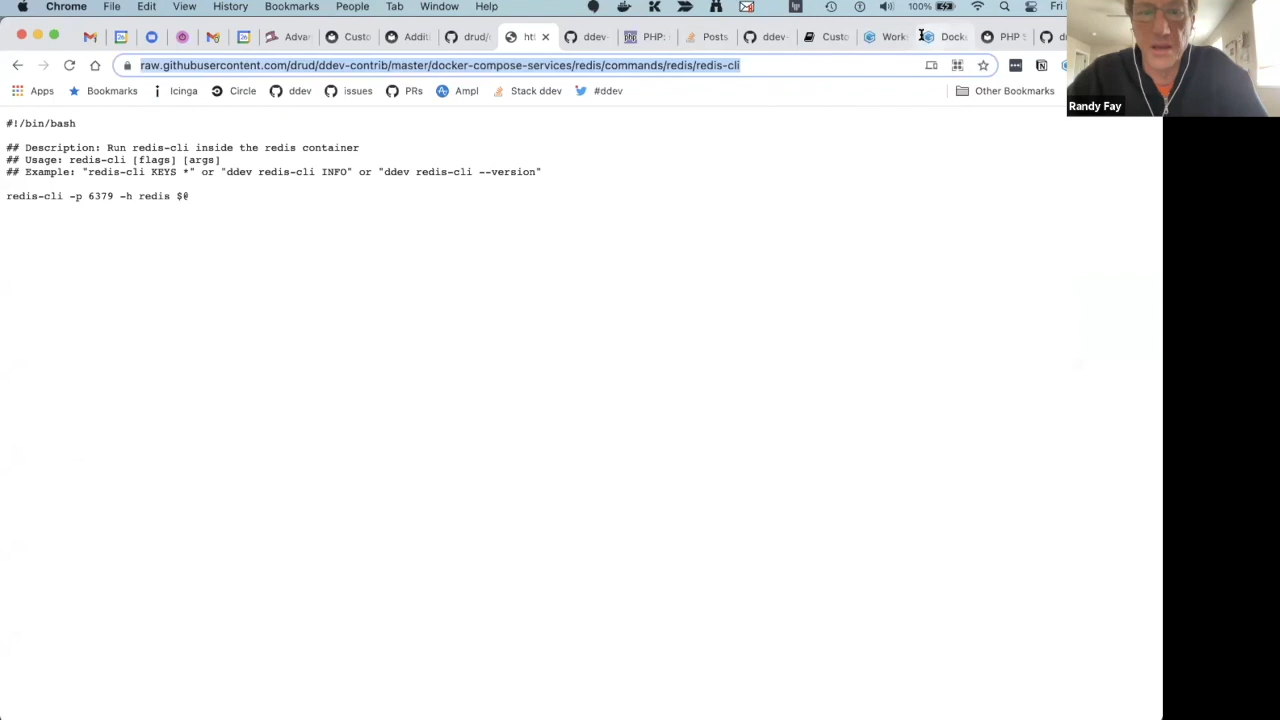 Chrome File Edit View History Bookmarks People Tab Window Help 100% Fri
Advan Custo Additi drud/ htt ddev- PHP: Posts ddev- Custo Work Docke PHP S d
raw.githubusercontent.com/drud/ddev-contrib/master/docker-compose-services/redis/commands/redis/redis-cli
Apps Bookmarks Icinga Circle ddev issues PRs Ampl Stack ddev #ddev Other Bookmarks
Randy Fay
#!/bin/bash
## Description: Run redis-cli inside the redis container
## Usage: redis-cli [flags] [args]
## Example: "redis-cli KEYS *" or "ddev redis-cli INFO" or "ddev redis-cli --version"
redis-cli -p 6379 -h redis $@